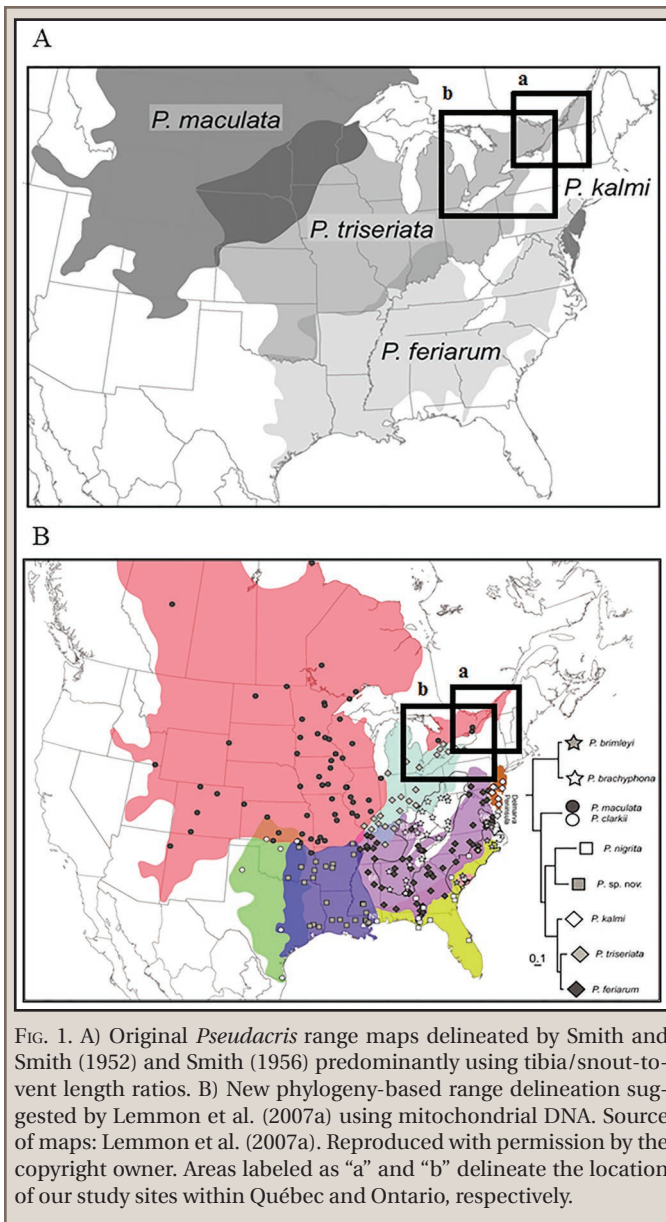 A
b
a
P. maculata
P. kalmi
P. triseriata
P. feriarum
B
b
a
Delmarva
Peninsula
P. brimleyi
P. brachyphona
P. maculata
P. clarkii
P. nigrita
P. sp. nov.
P. kalmi
P. triseriata
P. feriarum
0.1
FIG. 1. A) Original Pseudacris range maps delineated by Smith and
Smith (1952) and Smith (1956) predominantly using tibia/snout-to-
vent length ratios. B) New phylogeny-based range delineation sug-
gested by Lemmon et al. (2007a) using mitochondrial DNA. Source
of maps: Lemmon et al. (2007a). Reproduced with permission by the
copyright owner. Areas labeled as “a” and “b” delineate the location
of our study sites within Québec and Ontario, respectively.